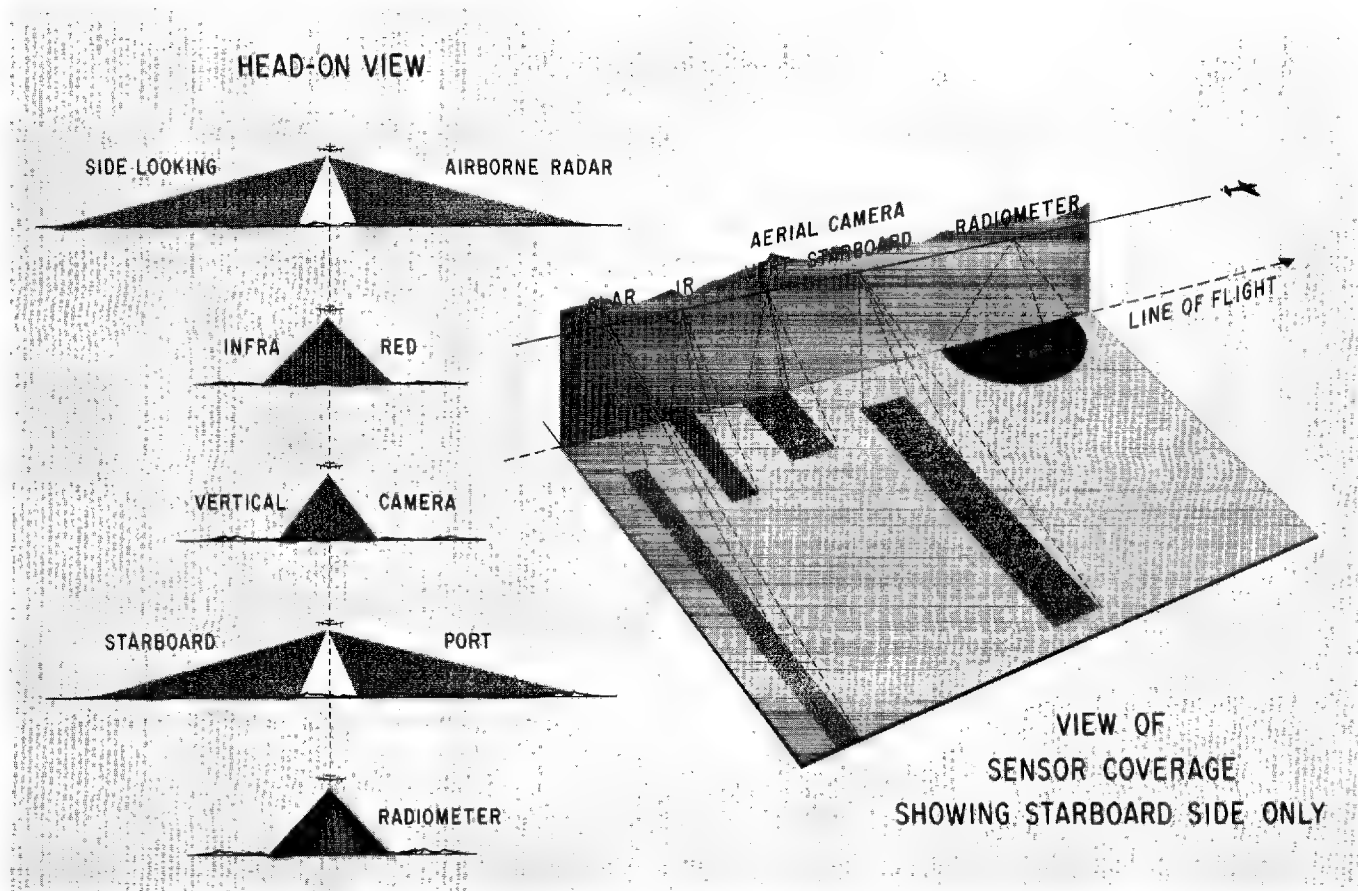 HEAD-ON VIEW
SIDE-LOOKING AIRBORNE RADAR
INFRA RED
VERTICAL CAMERA
STARBOARD PORT
RADIOMETER
AERIAL CAMERA
RADIOMETER
SLAR IR VERT STARBOARD
LINE OF FLIGHT
VIEW OF
SENSOR COVERAGE
SHOWING STARBOARD SIDE ONLY